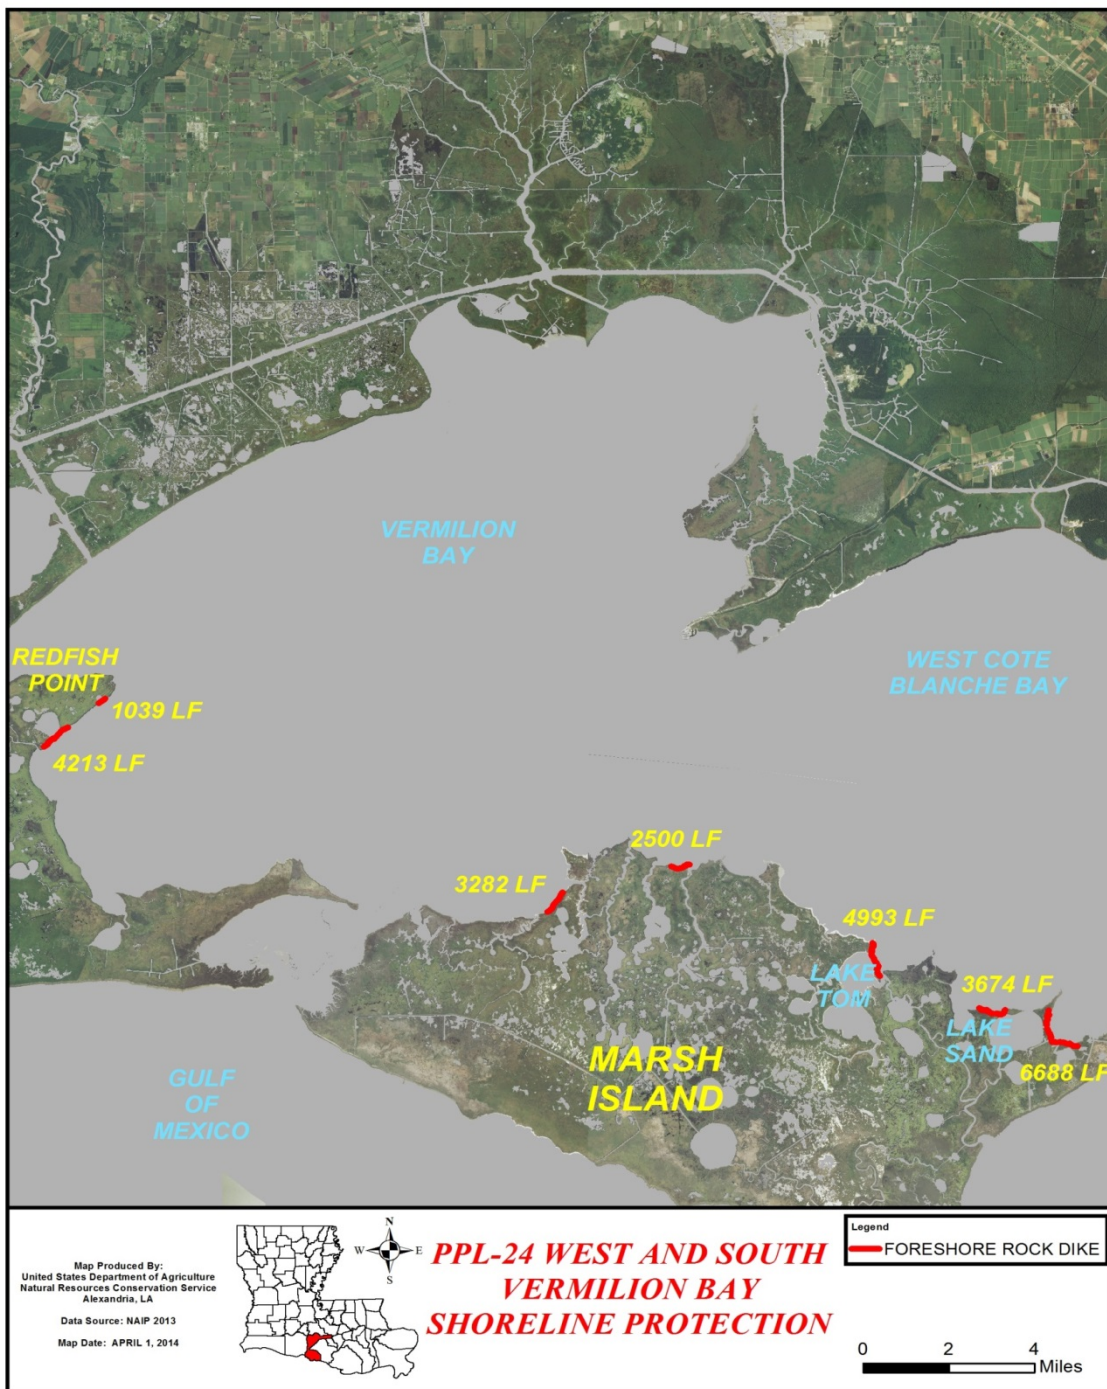 VERMILION
BAY
REDFISH
POINT
WEST COTE
BLANCHE BAY
1039 LF
4213 LF
2500 LF
3282 LF
4993 LF
LAKE
TOM
3674 LF
LAKE
SAND
6688 LF
MARSH
ISLAND
GULF
OF
MEXICO
Map Produced By:
United States Department of Agriculture
Natural Resources Conservation Service
Alexandria, LA
Data Source: NAIP 2013
Map Date: APRIL 1, 2014
N
W
E
S
PPL-24 WEST AND SOUTH
VERMILION BAY
SHORELINE PROTECTION
Legend
FORESHORE ROCK DIKE
0 2 4
Miles